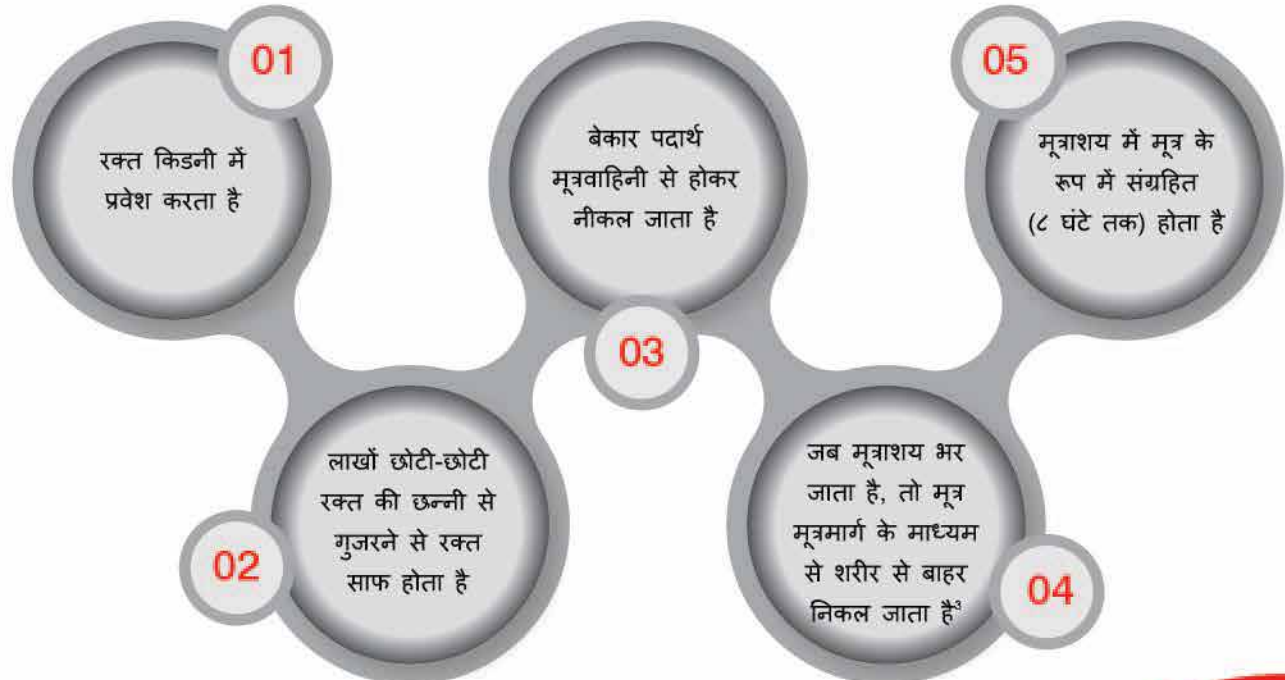 01
रक्त किडनी में
प्रवेश करता है
02
लाखों छोटी-छोटी
रक्त की छन्नी से
गुजरने से रक्त
साफ होता है
03
बेकार पदार्थ
मूत्रवाहिनी से होकर
नीकल जाता है
04
जब मूत्राशय भर
जाता है, तो मूत्र
मूत्रमार्ग के माध्यम
से शरीर से बाहर
निकल जाता है³
05
मूत्राशय में मूत्र के
रूप में संग्रहित
(८ घंटे तक) होता है